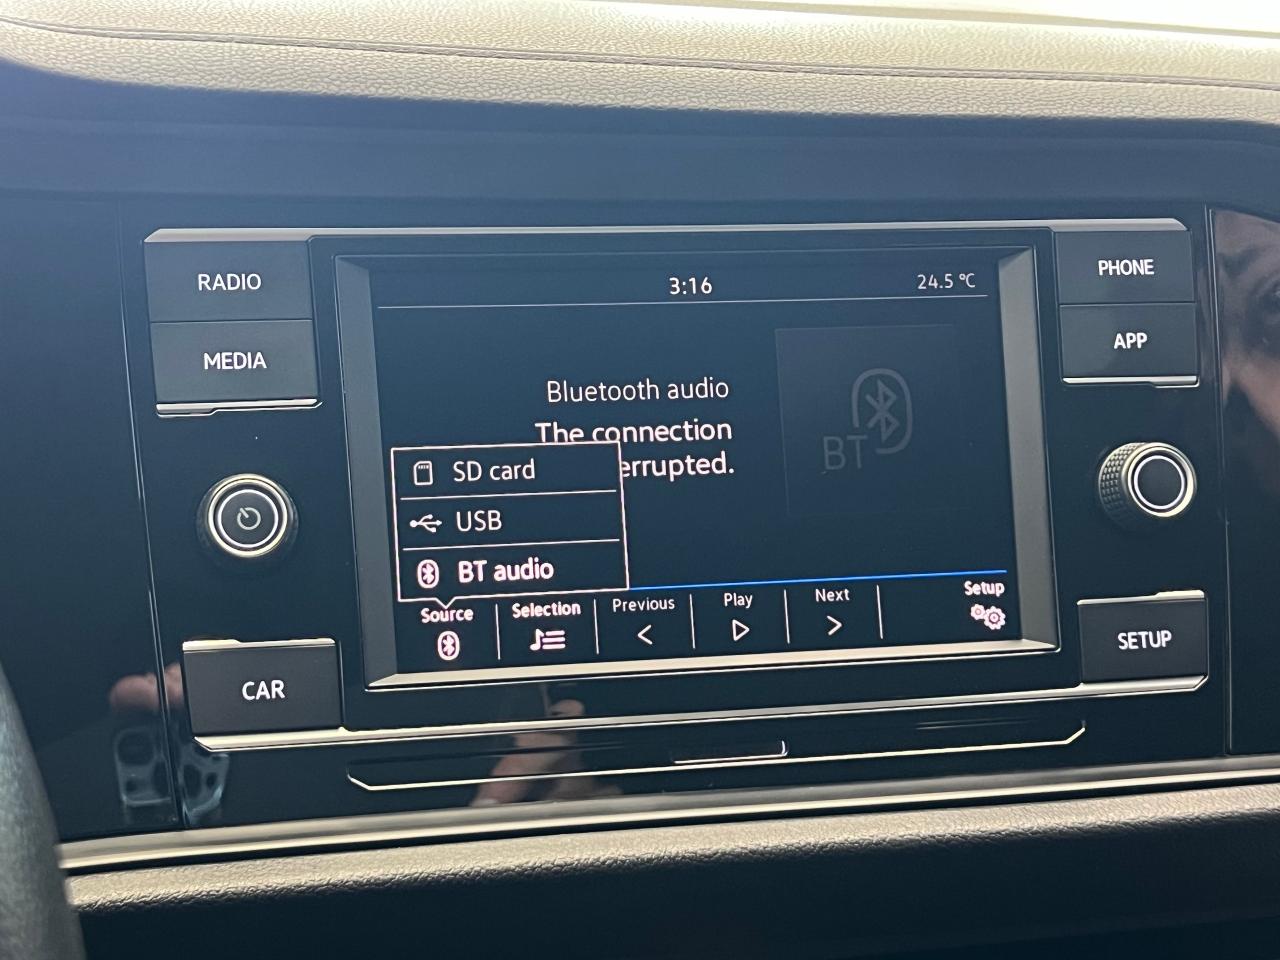 RADIO
MEDIA
CAR
3:16
24.5 °C
Bluetooth audio
The connection
errupted.
BT
SD card
USB
BT audio
Source
Selection
Previous
Play
Next
Setup
PHONE
APP
SETUP